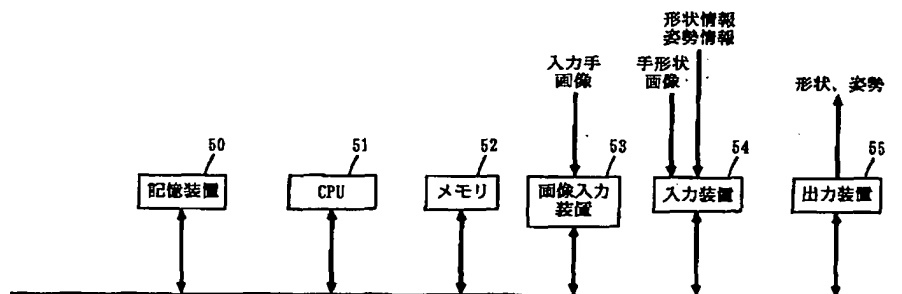 形状情報
姿勢情報
入力手
画像
手形状
画像
形状、姿勢
50
51
52
53
54
55
記憶装置
CPU
メモリ
画像入力
装置
入力装置
出力装置